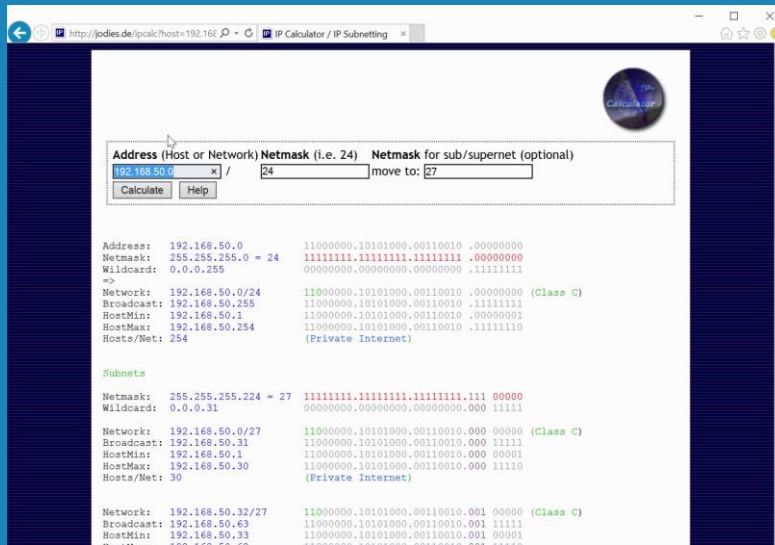 http://jodies.de/ipcalc?host=192.168
IP Calculator / IP Subnetting
IP-
Calculator
Address (Host or Network) Netmask (i.e. 24) Netmask for sub/supernet (optional)
192.168.50.0 / 24 move to: 27
Calculate Help
Address: 192.168.50.0 11000000.10101000.00110010 .00000000
Netmask: 255.255.255.0 = 24 11111111.11111111.11111111 .00000000
Wildcard: 0.0.0.255 00000000.00000000.00000000 .11111111
=>
Network: 192.168.50.0/24 11000000.10101000.00110010 .00000000 (Class C)
Broadcast: 192.168.50.255 11000000.10101000.00110010 .11111111
HostMin: 192.168.50.1 11000000.10101000.00110010 .00000001
HostMax: 192.168.50.254 11000000.10101000.00110010 .11111110
Hosts/Net: 254 (Private Internet)
Subnets
Netmask: 255.255.255.224 = 27 11111111.11111111.11111111.111 00000
Wildcard: 0.0.0.31 00000000.00000000.00000000.000 11111
Network: 192.168.50.0/27 11000000.10101000.00110010.000 00000 (Class C)
Broadcast: 192.168.50.31 11000000.10101000.00110010.000 11111
HostMin: 192.168.50.1 11000000.10101000.00110010.000 00001
HostMax: 192.168.50.30 11000000.10101000.00110010.000 11110
Hosts/Net: 30 (Private Internet)
Network: 192.168.50.32/27 11000000.10101000.00110010.001 00000 (Class C)
Broadcast: 192.168.50.63 11000000.10101000.00110010.001 11111
HostMin: 192.168.50.33 11000000.10101000.00110010.001 00001